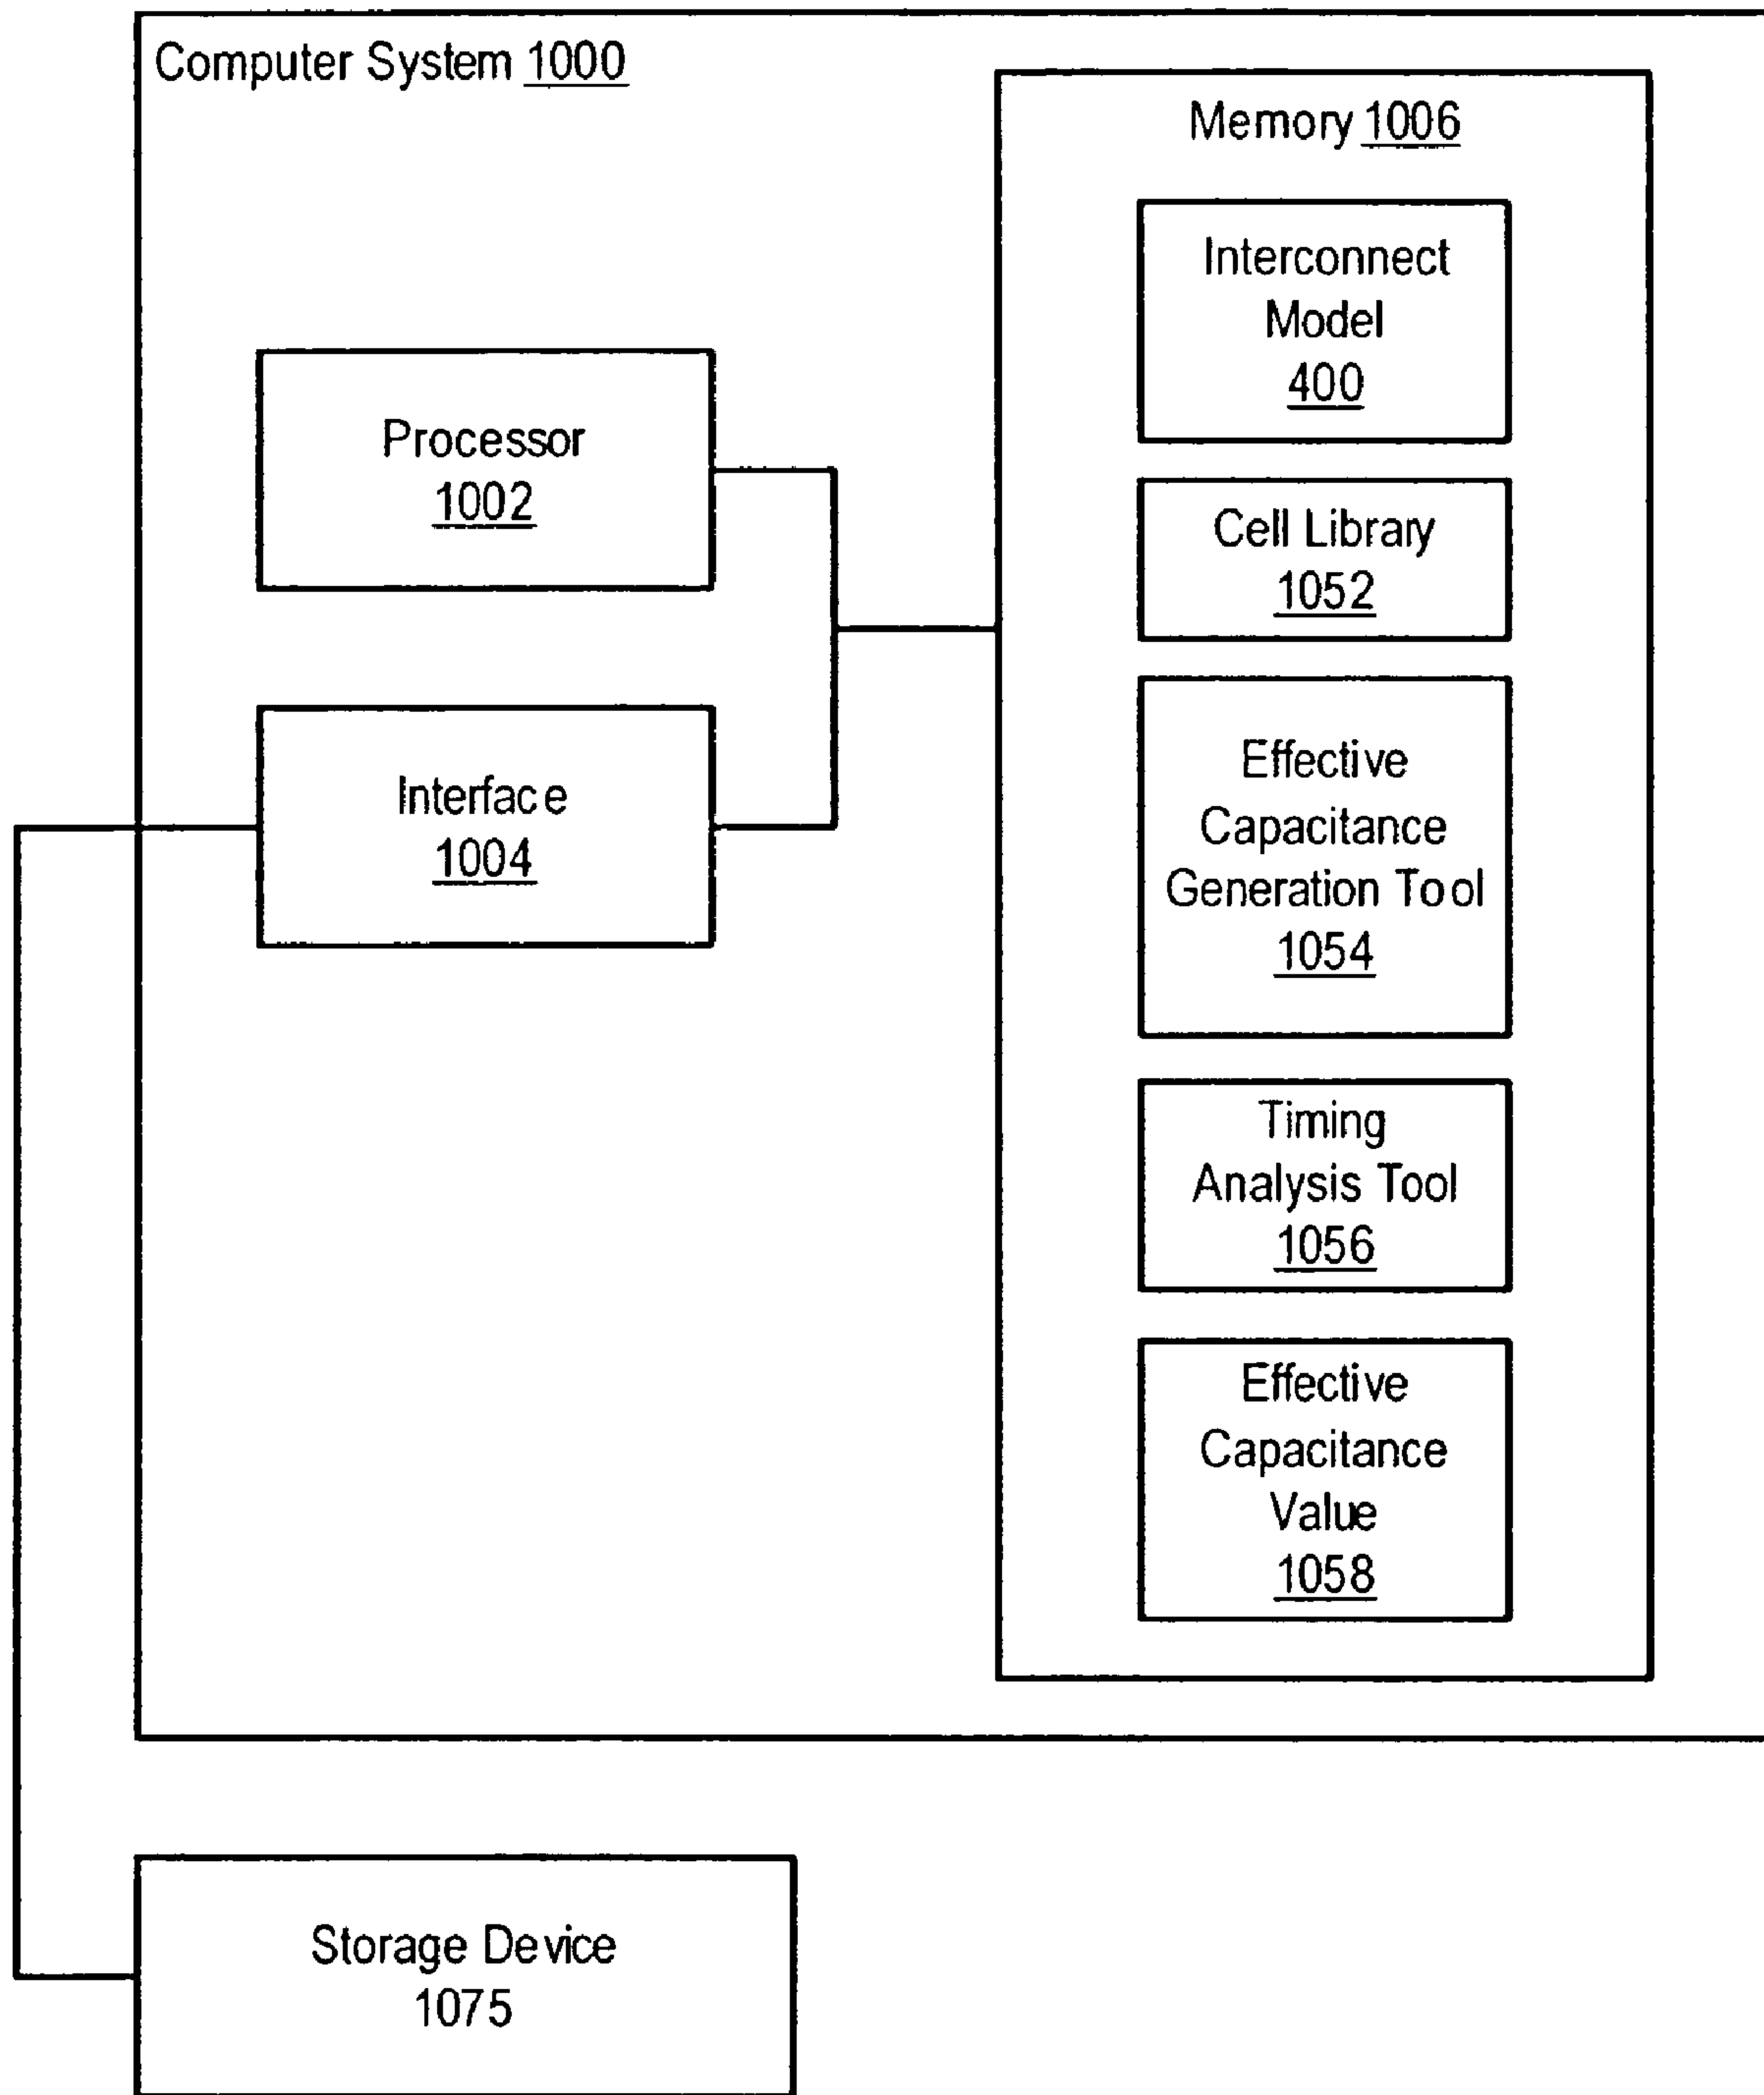 Computer System 1000
Memory 1006
Interconnect
Model
400
Processor
1002
Cell Library
1052
Interface
1004
Effective
Capacitance
Generation Tool
1054
Timing
Analysis Tool
1056
Effective
Capacitance
Value
1058
Storage Device
1075